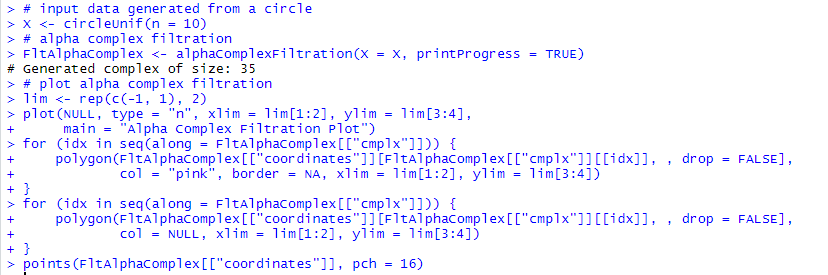 > # input data generated from a circle
> X <- circleUnif(n = 10)
> # alpha complex filtration
> FltAlphaComplex <- alphaComplexFiltration(X = X, printProgress = TRUE)
# Generated complex of size: 35
> # plot alpha complex filtration
> lim <- rep(c(-1, 1), 2)
> plot(NULL, type = "n", xlim = lim[1:2], ylim = lim[3:4],
+      main = "Alpha Complex Filtration Plot")
> for (idx in seq(along = FltAlphaComplex[["cmplx"]])) {
+     polygon(FltAlphaComplex[["coordinates"]][FltAlphaComplex[["cmplx"]][[idx]], , drop = FALSE],
+             col = "pink", border = NA, xlim = lim[1:2], ylim = lim[3:4])
+ }
> for (idx in seq(along = FltAlphaComplex[["cmplx"]])) {
+     polygon(FltAlphaComplex[["coordinates"]][FltAlphaComplex[["cmplx"]][[idx]], , drop = FALSE],
+             col = NULL, xlim = lim[1:2], ylim = lim[3:4])
+ }
> points(FltAlphaComplex[["coordinates"]], pch = 16)